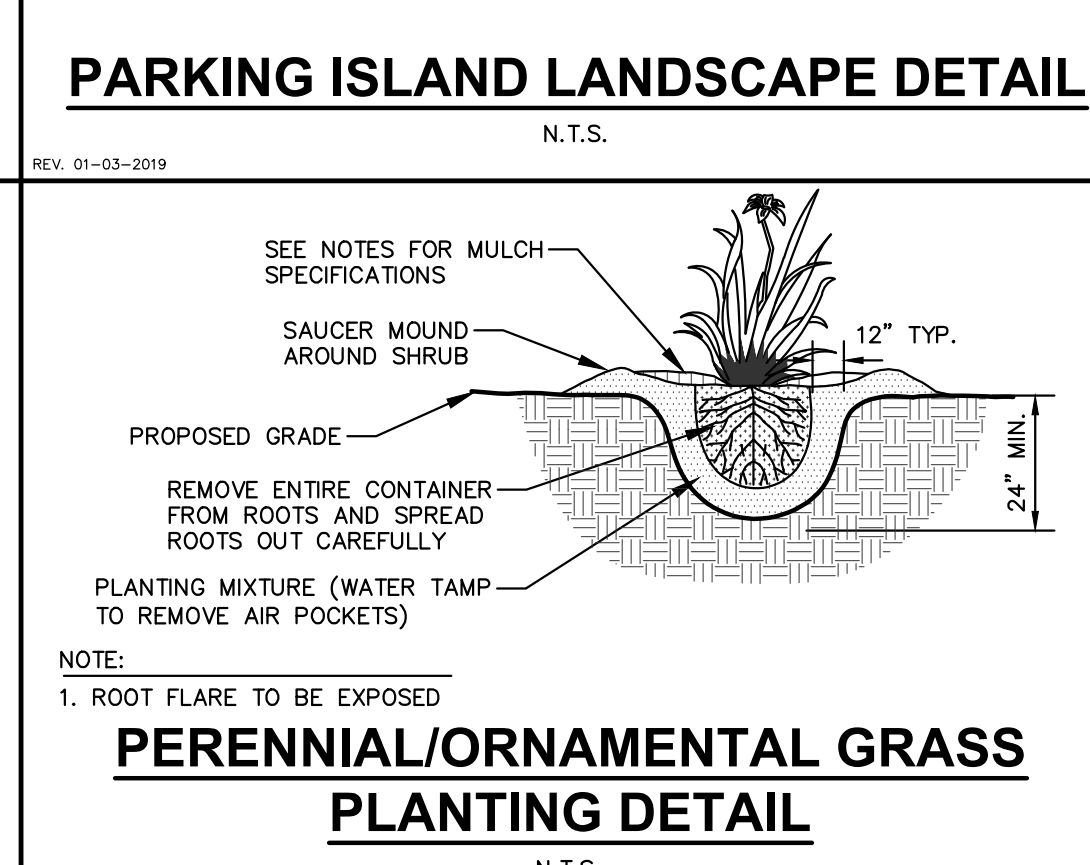 PARKING ISLAND LANDSCAPE DETAIL
N.T.S.
REV. 01-03-2019
SEE NOTES FOR MULCH
SPECIFICATIONS
SAUCER MOUND
AROUND SHRUB
12" TYP.
PROPOSED GRADE
24" MIN.
REMOVE ENTIRE CONTAINER
FROM ROOTS AND SPREAD
ROOTS OUT CAREFULLY
PLANTING MIXTURE (WATER TAMP
TO REMOVE AIR POCKETS)
NOTE:
1. ROOT FLARE TO BE EXPOSED
PERENNIAL/ORNAMENTAL GRASS
PLANTING DETAIL
N.T.S.